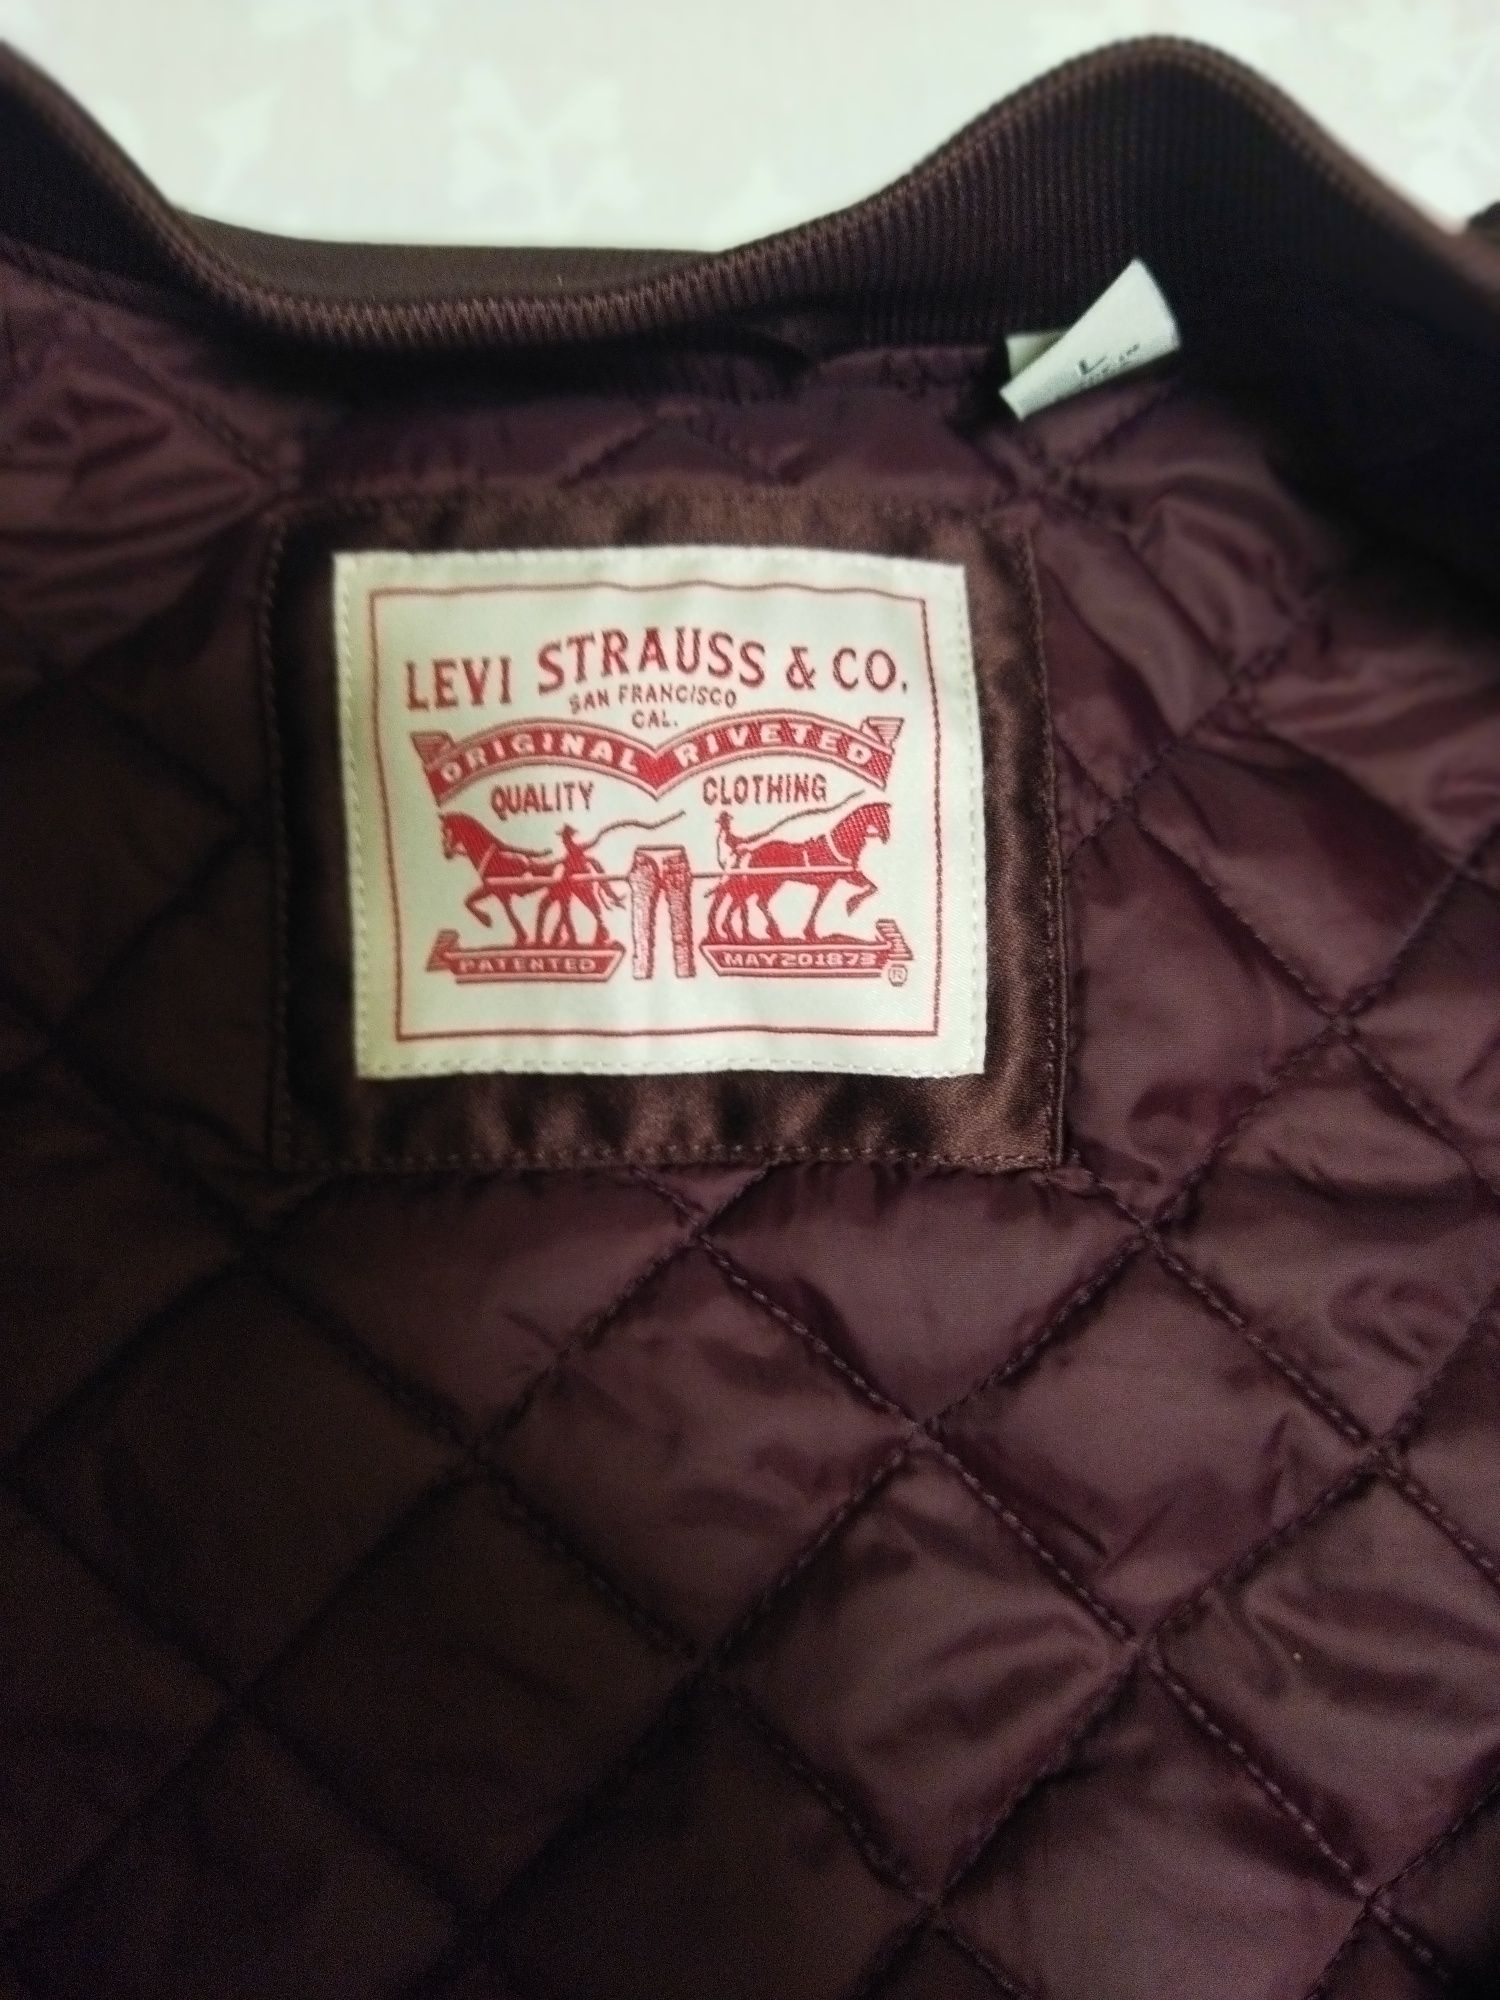 L
LEVI STRAUSS & CO.
SAN FRANCISCO
CAL.
ORIGINAL RIVETED
QUALITY CLOTHING
PATENTED MAY 20 1873
®